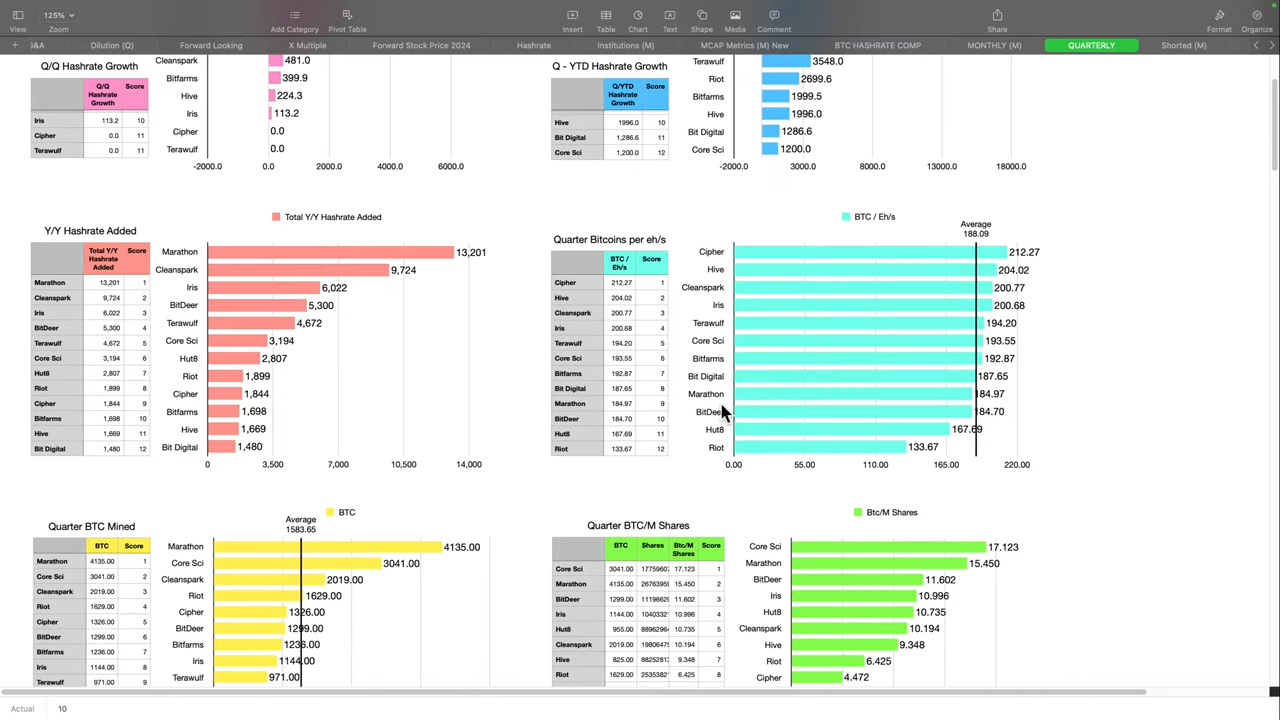 125%
View
Zoom
Add Category
Pivot Table
Insert
Table
Chart
Text
Shape
Media
Comment
Share
Format
Organize
S&A
Dilution (Q)
Forward Looking
X Multiple
Forward Stock Price 2024
Hashrate
Institutions (M)
MCAP Metrics (M) New
BTC HASHRATE COMP
MONTHLY (M)
QUARTERLY
Shorted (M)
Q/Q Hashrate Growth
Q/Q Hashrate Growth Score
Iris 113.2 10
Cipher 0.0 11
Terawulf 0.0 11
Cleanspark 481.0
Bitfarms 399.9
Hive 224.3
Iris 113.2
Cipher 0.0
Terawulf 0.0
-2000.0 0.0 2000.0 4000.0 6000.0
Q - YTD Hashrate Growth
Q/YTD Hashrate Growth Score
Hive 1996.0 10
Bit Digital 1,286.6 11
Core Sci 1,200.0 12
Terawulf 3548.0
Riot 2699.6
Bitfarms 1999.5
Hive 1996.0
Bit Digital 1286.6
Core Sci 1200.0
-2000.0 3000.0 8000.0 13000.0 18000.0
Y/Y Hashrate Added
Total Y/Y Hashrate Added Score
Marathon 13,201 1
Cleanspark 9,724 2
Iris 6,022 3
BitDeer 5,300 4
Terawulf 4,672 5
Core Sci 3,194 6
Hut8 2,807 7
Riot 1,899 8
Cipher 1,844 9
Bitfarms 1,698 10
Hive 1,669 11
Bit Digital 1,480 12
Total Y/Y Hashrate Added
Marathon 13,201
Cleanspark 9,724
Iris 6,022
BitDeer 5,300
Terawulf 4,672
Core Sci 3,194
Hut8 2,807
Riot 1,899
Cipher 1,844
Bitfarms 1,698
Hive 1,669
Bit Digital 1,480
0 3,500 7,000 10,500 14,000
Quarter Bitcoins per eh/s
BTC / Eh/s Score
Cipher 212.27 1
Hive 204.02 2
Cleanspark 200.77 3
Iris 200.68 4
Terawulf 194.20 5
Core Sci 193.55 6
Bitfarms 192.87 7
Bit Digital 187.65 8
Marathon 184.97 9
BitDeer 184.70 10
Hut8 167.69 11
Riot 133.67 12
BTC / Eh/s
Average
188.09
Cipher 212.27
Hive 204.02
Cleanspark 200.77
Iris 200.68
Terawulf 194.20
Core Sci 193.55
Bitfarms 192.87
Bit Digital 187.65
Marathon 184.97
BitDeer 184.70
Hut8 167.69
Riot 133.67
0.00 55.00 110.00 165.00 220.00
Quarter BTC Mined
BTC Score
Marathon 4135.00 1
Core Sci 3041.00 2
Cleanspark 2019.00 3
Riot 1629.00 4
Cipher 1326.00 5
BitDeer 1299.00 6
Bitfarms 1236.00 7
Iris 1144.00 8
Terawulf 971.00 9
BTC
Average
1583.65
Marathon 4135.00
Core Sci 3041.00
Cleanspark 2019.00
Riot 1629.00
Cipher 1326.00
BitDeer 1299.00
Bitfarms 1236.00
Iris 1144.00
Terawulf 971.00
Quarter BTC/M Shares
BTC Shares Btc/M Shares Score
Core Sci 3041.00 17.123 1
Marathon 4135.00 15.450 2
BitDeer 1299.00 11.602 3
Iris 1144.00 10.996 4
Hut8 955.00 10.735 5
Cleanspark 2019.00 10.194 6
Hive 825.00 9.348 7
Riot 1629.00 6.425 8
Btc/M Shares
Core Sci 17.123
Marathon 15.450
BitDeer 11.602
Iris 10.996
Hut8 10.735
Cleanspark 10.194
Hive 9.348
Riot 6.425
Cipher 4.472
Actual 10